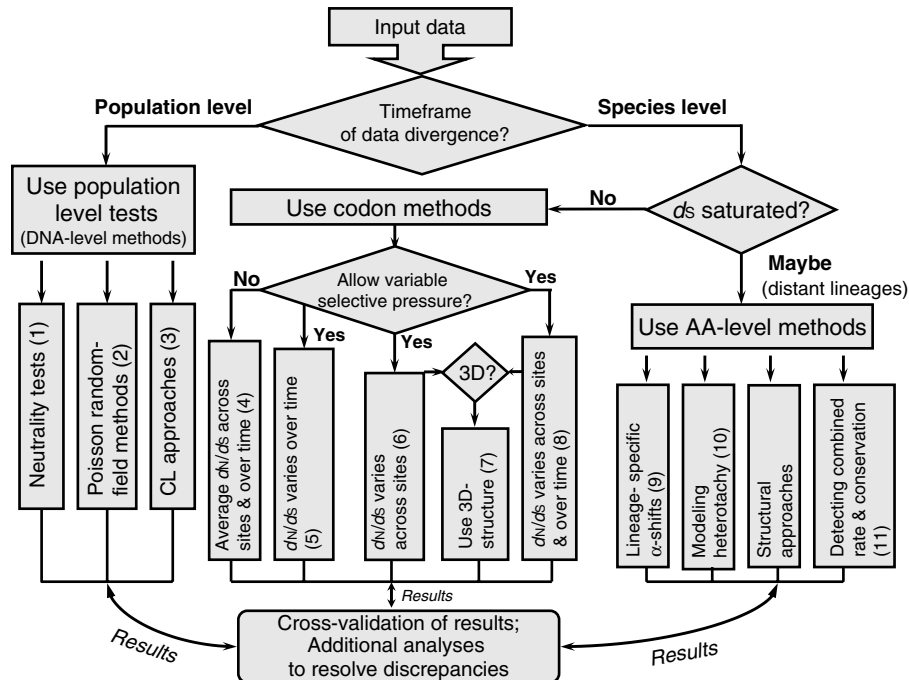 Input data
Population level
Timeframe
of data divergence?
Species level
Use population
level tests
(DNA-level methods)
Use codon methods
No
dS saturated?
Maybe
(distant lineages)
Use AA-level methods
No
Allow variable
selective pressure?
Yes
Yes
Yes
3D?
Neutrality tests (1)
Poisson random-
field methods (2)
CL approaches (3)
Average dN/dS across
sites & over time (4)
dN/dS varies over time
(5)
dN/dS varies
across sites (6)
Use 3D-
structure (7)
dN/dS varies across sites
& over time (8)
Lineage- specific
α-shifts (9)
Modeling
heterotachy (10)
Structural
approaches
Detecting combined
rate & conservation
(11)
Results
Results
Results
Cross-validation of results;
Additional analyses
to resolve discrepancies